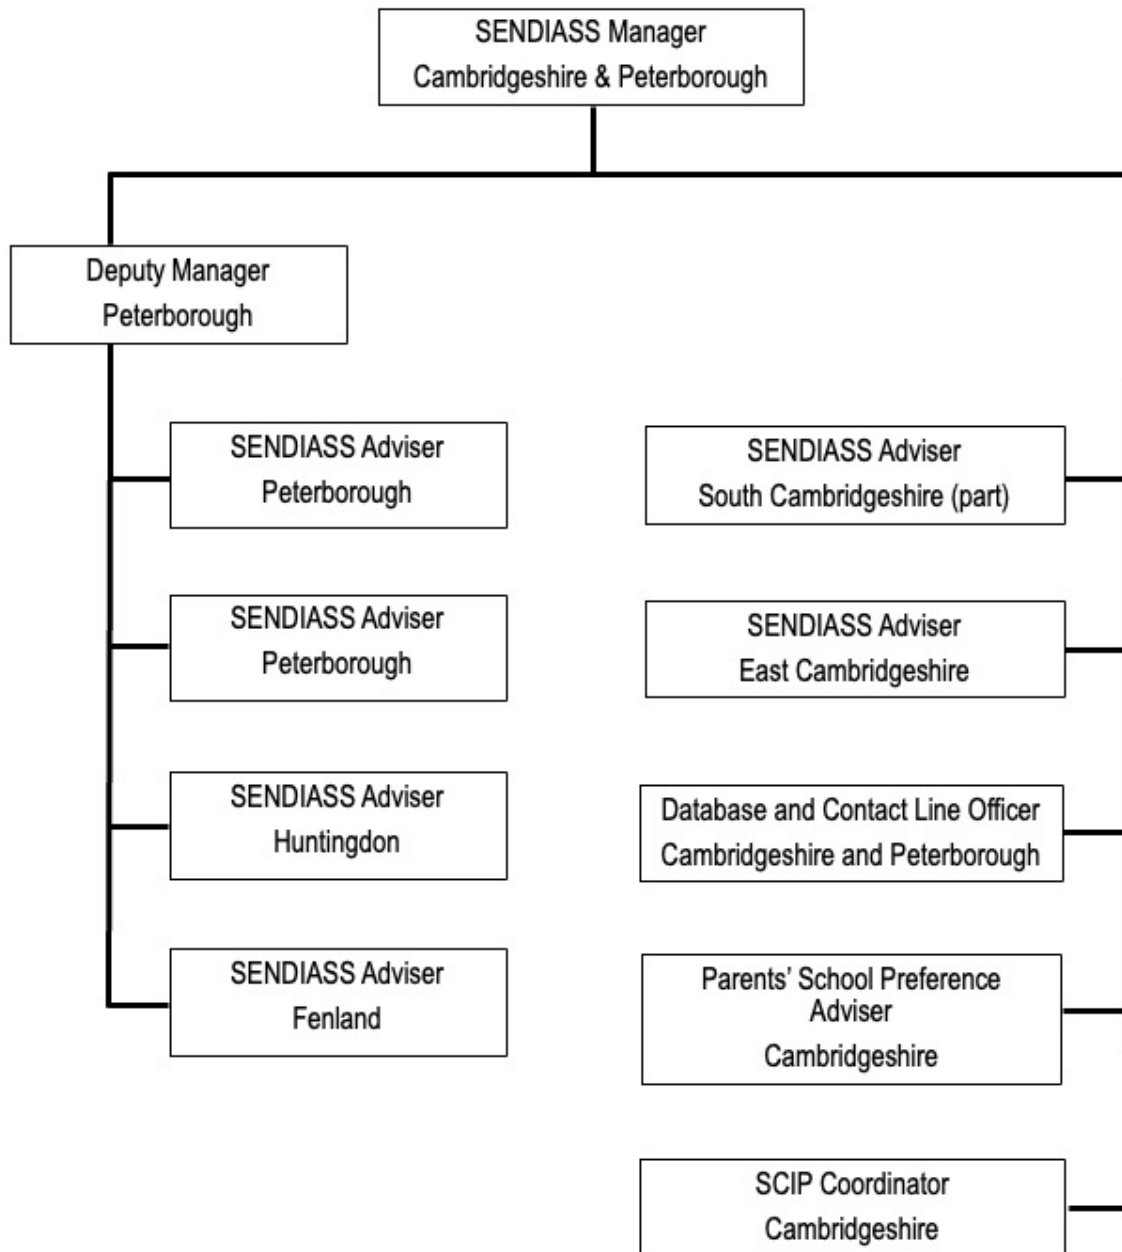 SENDIASS Manager
Cambridgeshire & Peterborough
Deputy Manager
Peterborough
SENDIASS Adviser
Peterborough
SENDIASS Adviser
Peterborough
SENDIASS Adviser
Huntingdon
SENDIASS Adviser
Fenland
SENDIASS Adviser
South Cambridgeshire (part)
SENDIASS Adviser
East Cambridgeshire
Database and Contact Line Officer
Cambridgeshire and Peterborough
Parents’ School Preference
Adviser
Cambridgeshire
SCIP Coordinator
Cambridgeshire